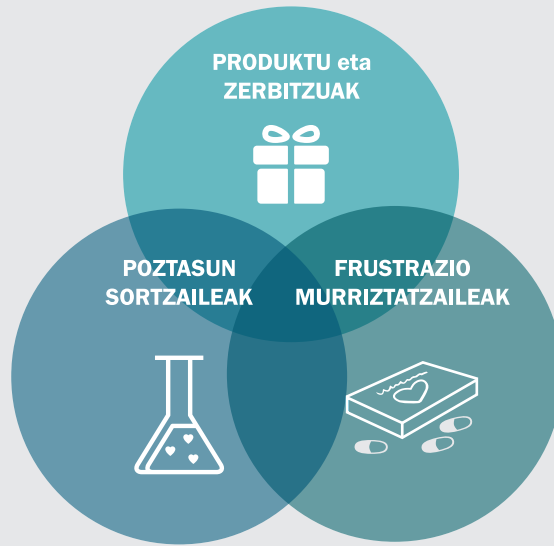 PRODUKTU eta
ZERBITZUAK
POZTASUN
SORTZAILEAK
FRUSTRAZIO
MURRIZTATZAILEAK